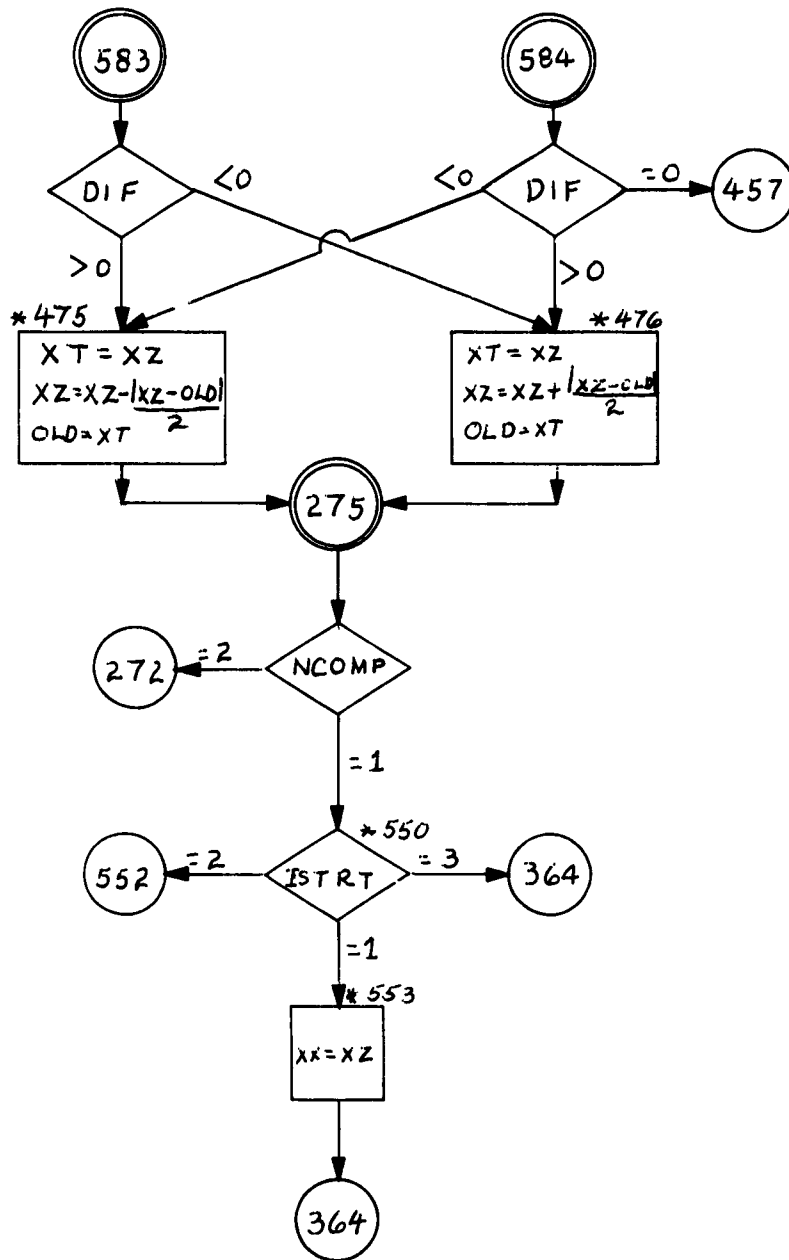 583
584
DIF
<0
<0
DIF
=0
457
>0
>0
*475
*476
XT=XZ
XZ=XZ-|XZ-OLD|
2
OLD=XT
XT=XZ
XZ=XZ+|XZ-OLD|
2
OLD=XT
275
272
=2
NCOMP
=1
*550
552
=2
ISTRT
=3
364
=1
*553
XX=XZ
364